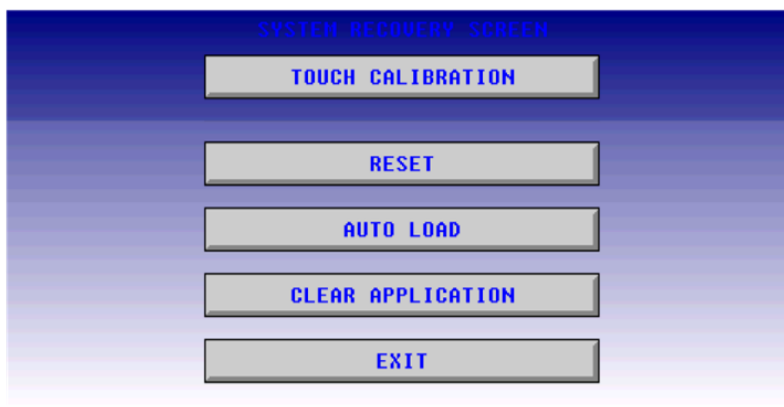 SYSTEM RECOVERY SCREEN
TOUCH CALIBRATION
RESET
AUTO LOAD
CLEAR APPLICATION
EXIT